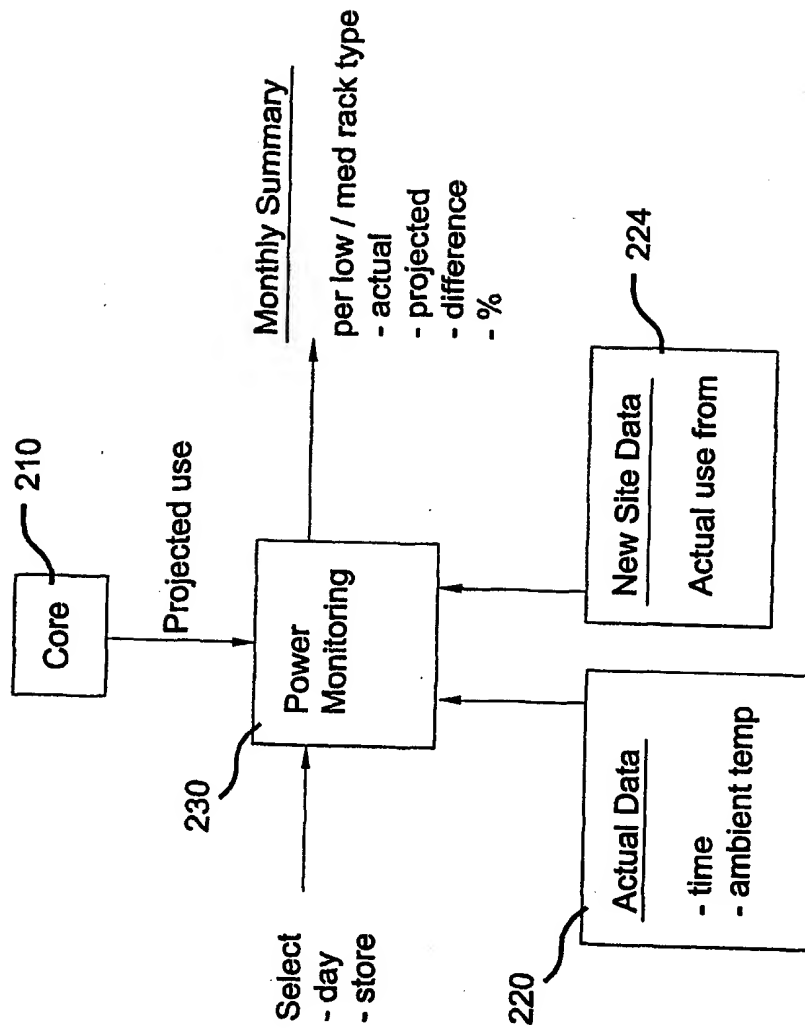 210
Core
Projected use
230
Power
Monitoring
Select
- day
- store
Monthly Summary
per low / med rack type
- actual
- projected
- difference
- %
220
Actual Data
- time
- ambient temp
224
New Site Data
Actual use from